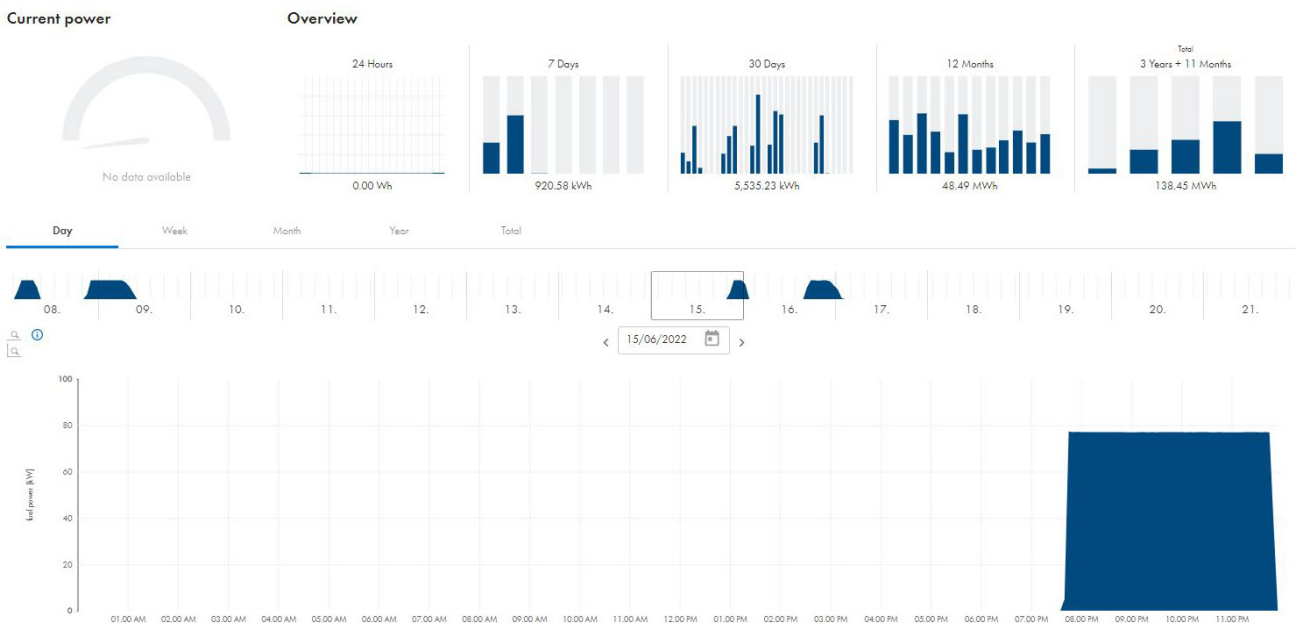 Current power
Overview
No data available
24 Hours
0.00 Wh
7 Days
920.58 kWh
30 Days
5,535.23 kWh
12 Months
48.49 MWh
Total
3 Years + 11 Months
138.45 MWh
Day Week Month Year Total
08. 09. 10. 11. 12. 13. 14. 15. 16. 17. 18. 19. 20. 21.
15/06/2022
fuel power [kW]
100
80
60
40
20
0
01.00 AM 02.00 AM 03.00 AM 04.00 AM 05.00 AM 06.00 AM 07.00 AM 08.00 AM 09.00 AM 10.00 AM 11.00 AM 12.00 PM 01.00 PM 02.00 PM 03.00 PM 04.00 PM 05.00 PM 06.00 PM 07.00 PM 08.00 PM 09.00 PM 10.00 PM 11.00 PM